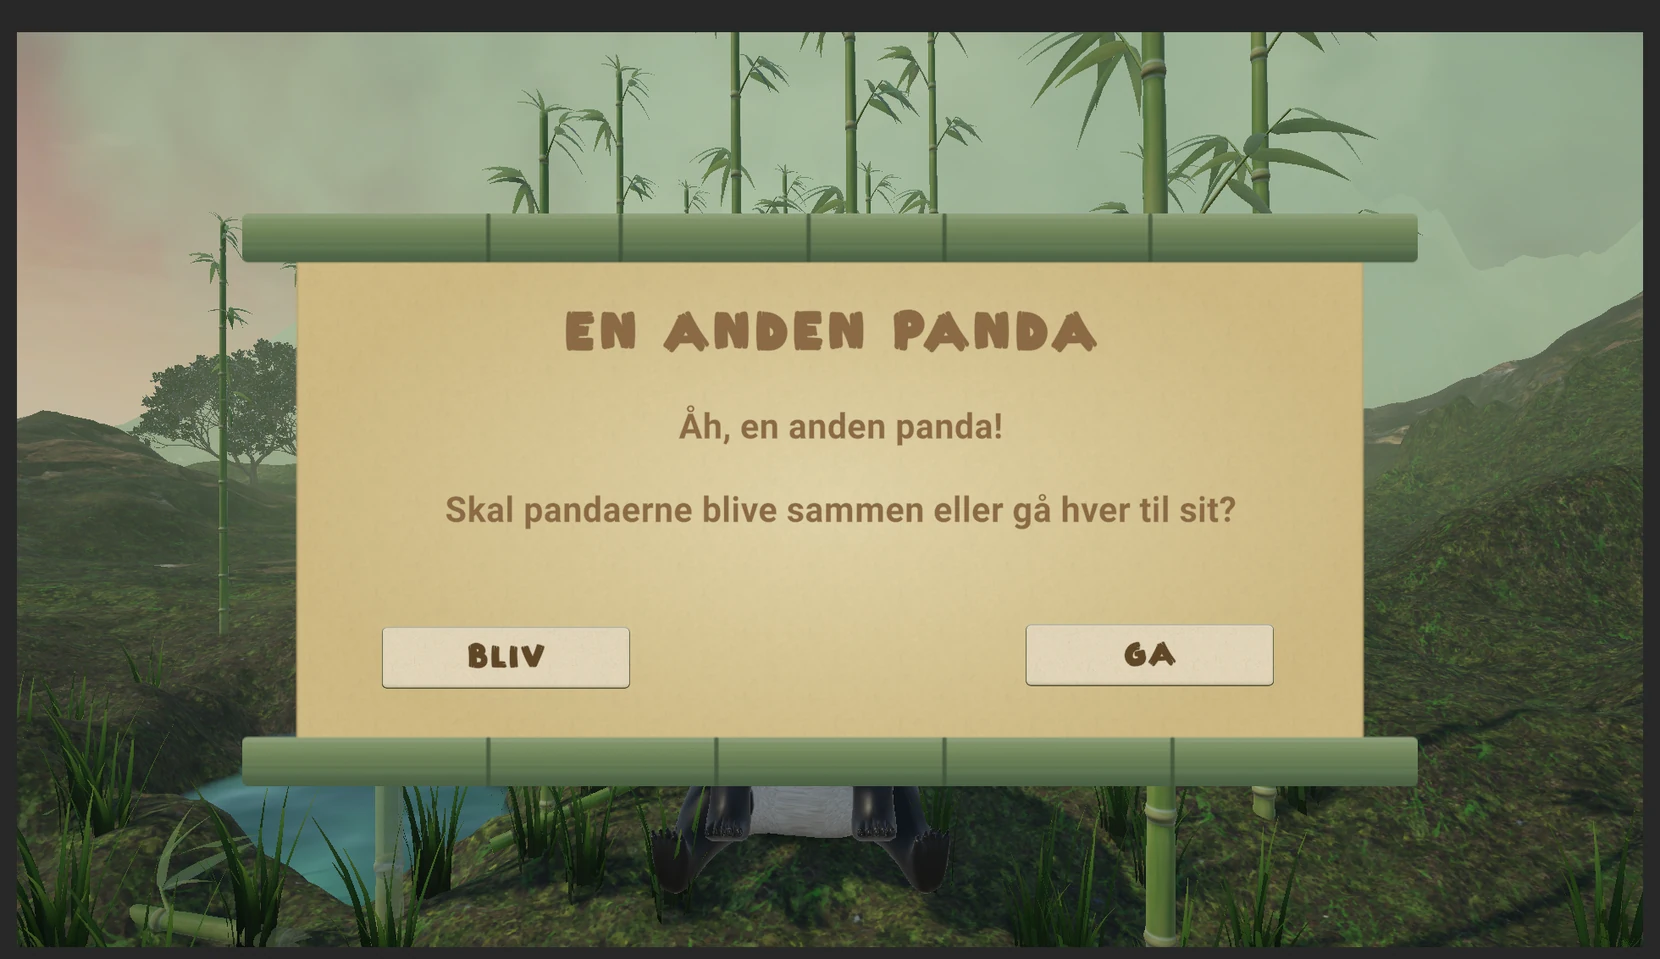 EN ANDEN PANDA
Åh, en anden panda!
Skal pandaerne blive sammen eller gå hver til sit?
BLIV
GA